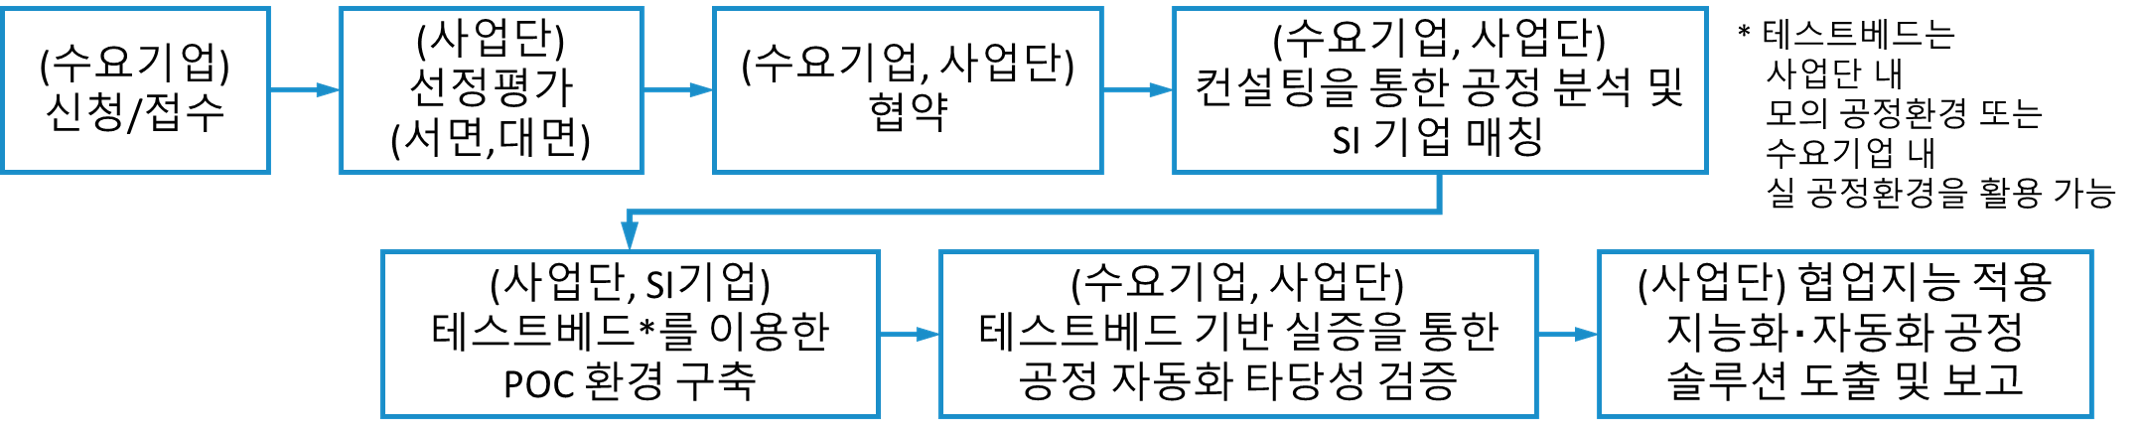 (수요기업)
신청/접수
(사업단)
선정평가
(서면,대면)
(수요기업, 사업단)
협약
(수요기업, 사업단)
컨설팅을 통한 공정 분석 및
SI 기업 매칭
* 테스트베드는
사업단 내
모의 공정환경 또는
수요기업 내
실 공정환경을 활용 가능
(사업단, SI기업)
테스트베드*를 이용한
POC 환경 구축
(수요기업, 사업단)
테스트베드 기반 실증을 통한
공정 자동화 타당성 검증
(사업단) 협업지능 적용
지능화·자동화 공정
솔루션 도출 및 보고